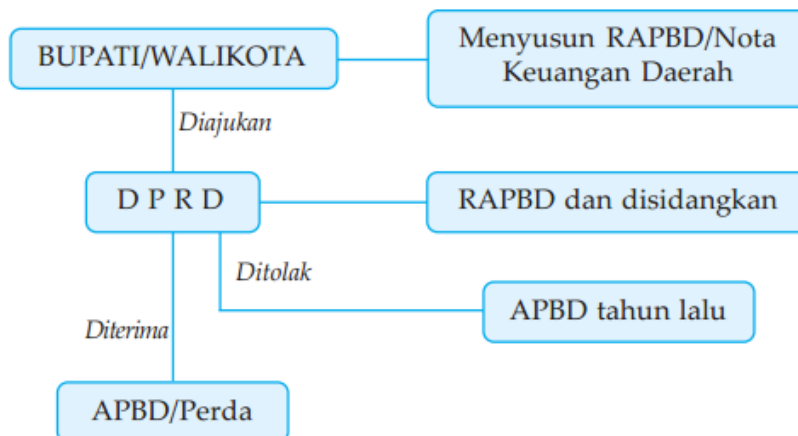 BUPATI/WALIKOTA
Menyusun RAPBD/Nota
Keuangan Daerah
Diajukan
D P R D
RAPBD dan disidangkan
Ditolak
APBD tahun lalu
Diterima
APBD/Perda